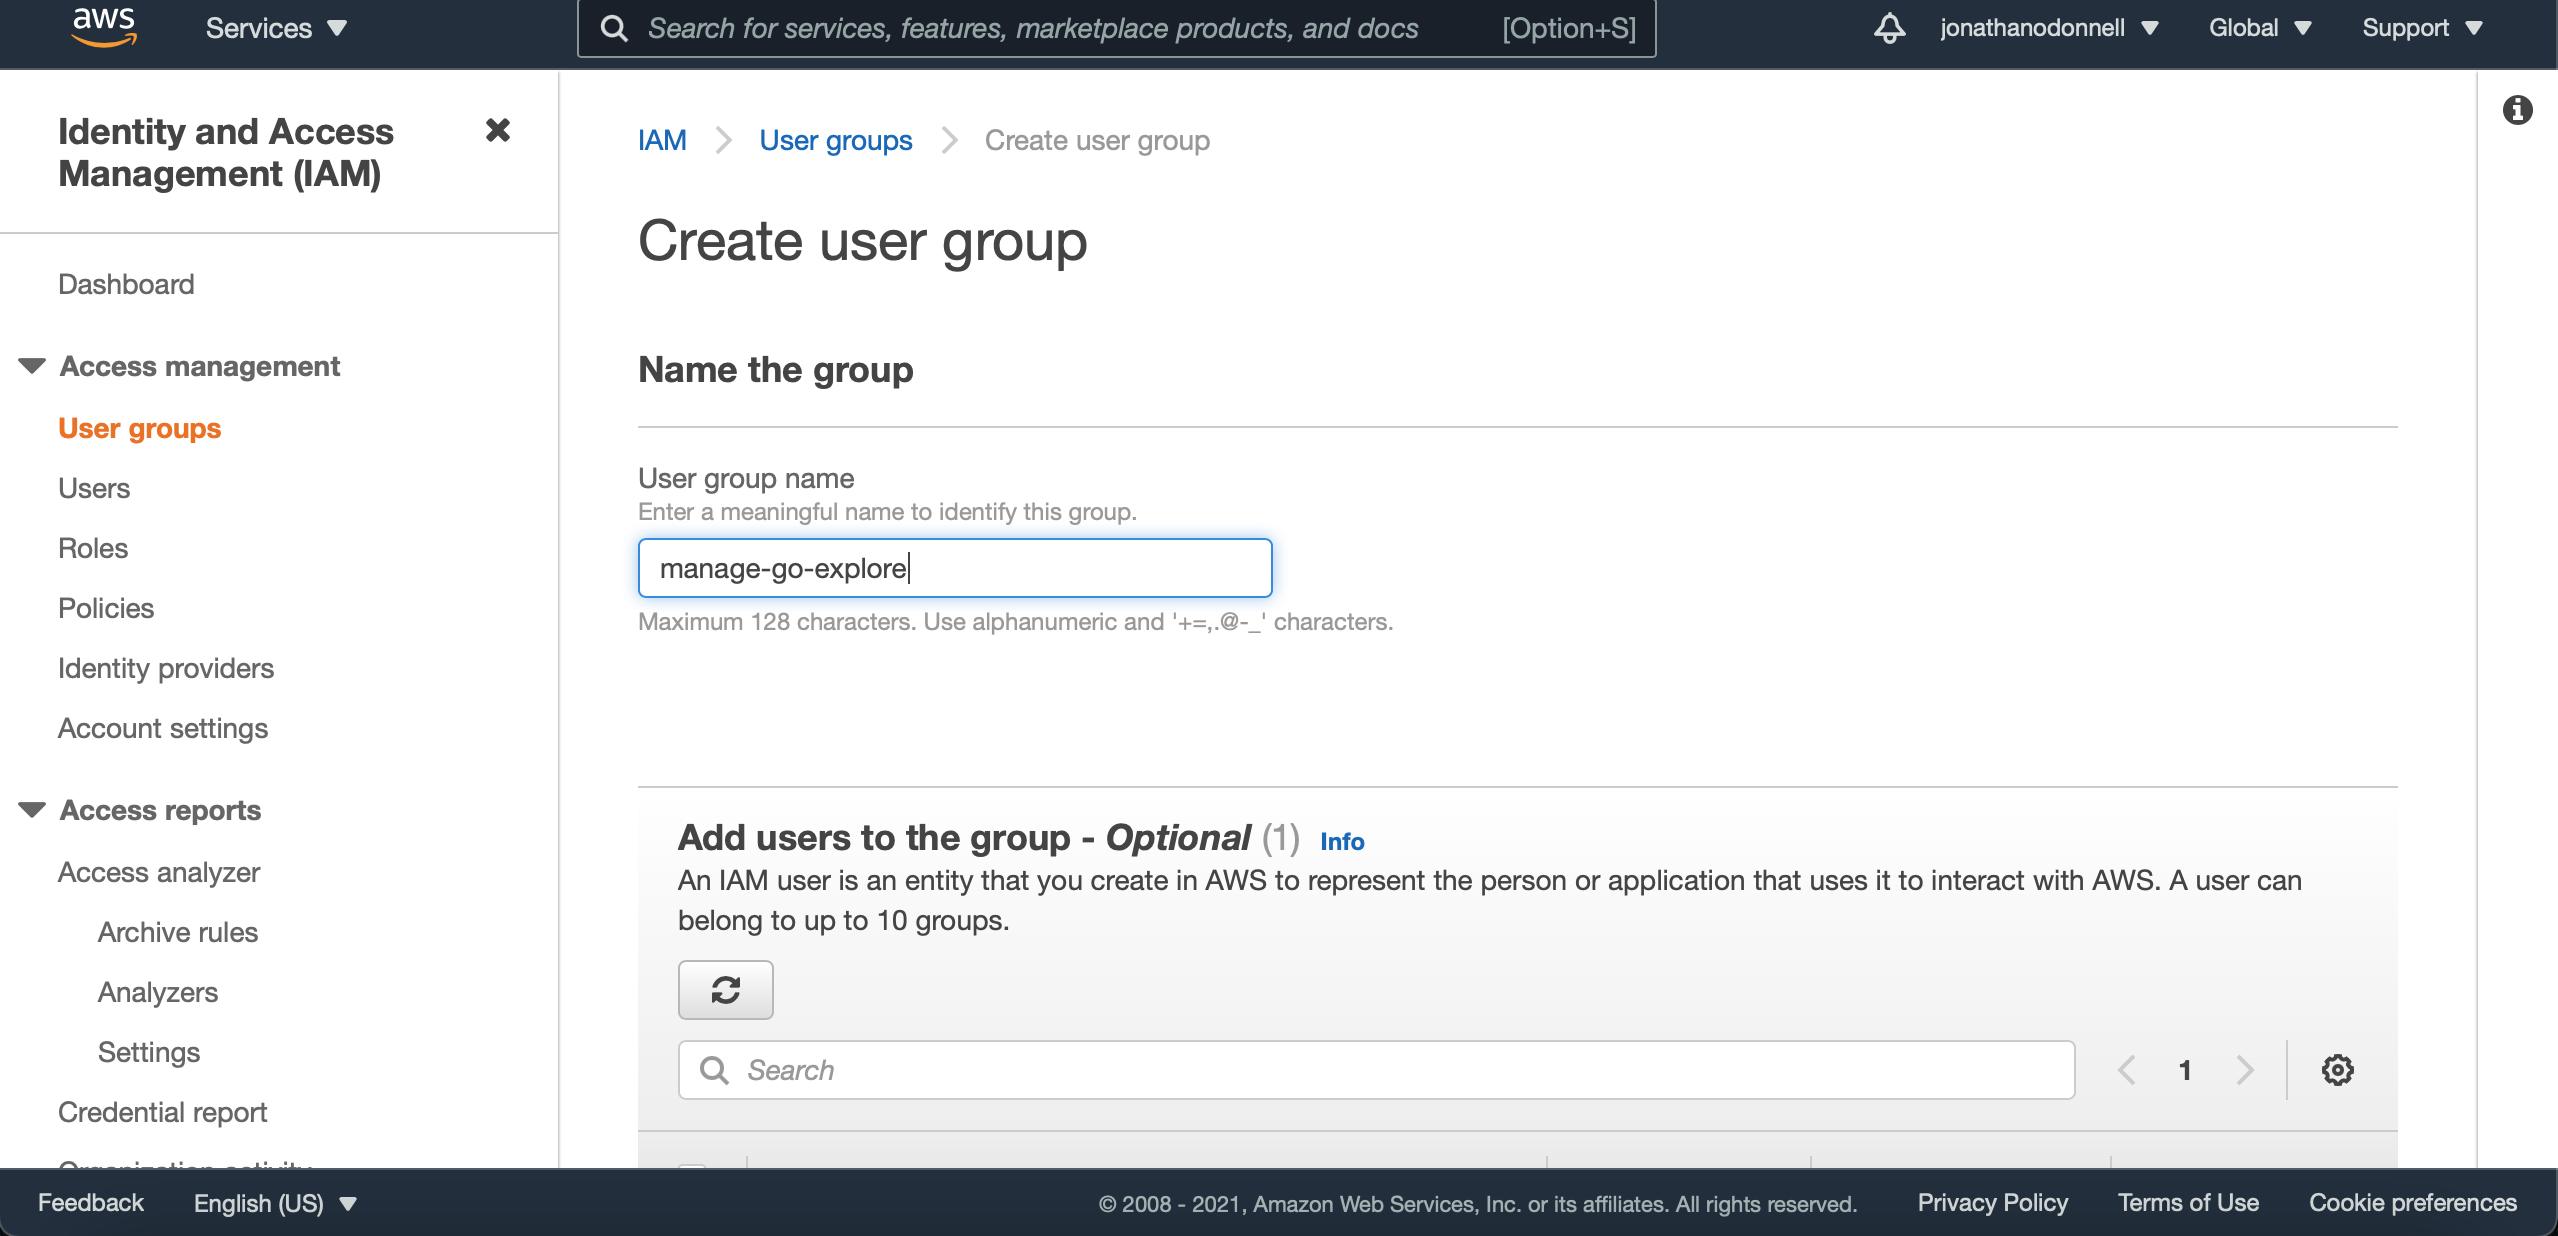 aws
Services
Search for services, features, marketplace products, and docs [Option+S]
jonathanodonnell
Global
Support
Identity and Access
Management (IAM)
Dashboard
Access management
User groups
Users
Roles
Policies
Identity providers
Account settings
Access reports
Access analyzer
Archive rules
Analyzers
Settings
Credential report
Organization activity
IAM > User groups > Create user group
Create user group
Name the group
User group name
Enter a meaningful name to identify this group.
manage-go-explore
Maximum 128 characters. Use alphanumeric and '+=,.@-_' characters.
Add users to the group - Optional (1) Info
An IAM user is an entity that you create in AWS to represent the person or application that uses it to interact with AWS. A user can
belong to up to 10 groups.
Search
1
Feedback
English (US)
© 2008 - 2021, Amazon Web Services, Inc. or its affiliates. All rights reserved.
Privacy Policy
Terms of Use
Cookie preferences